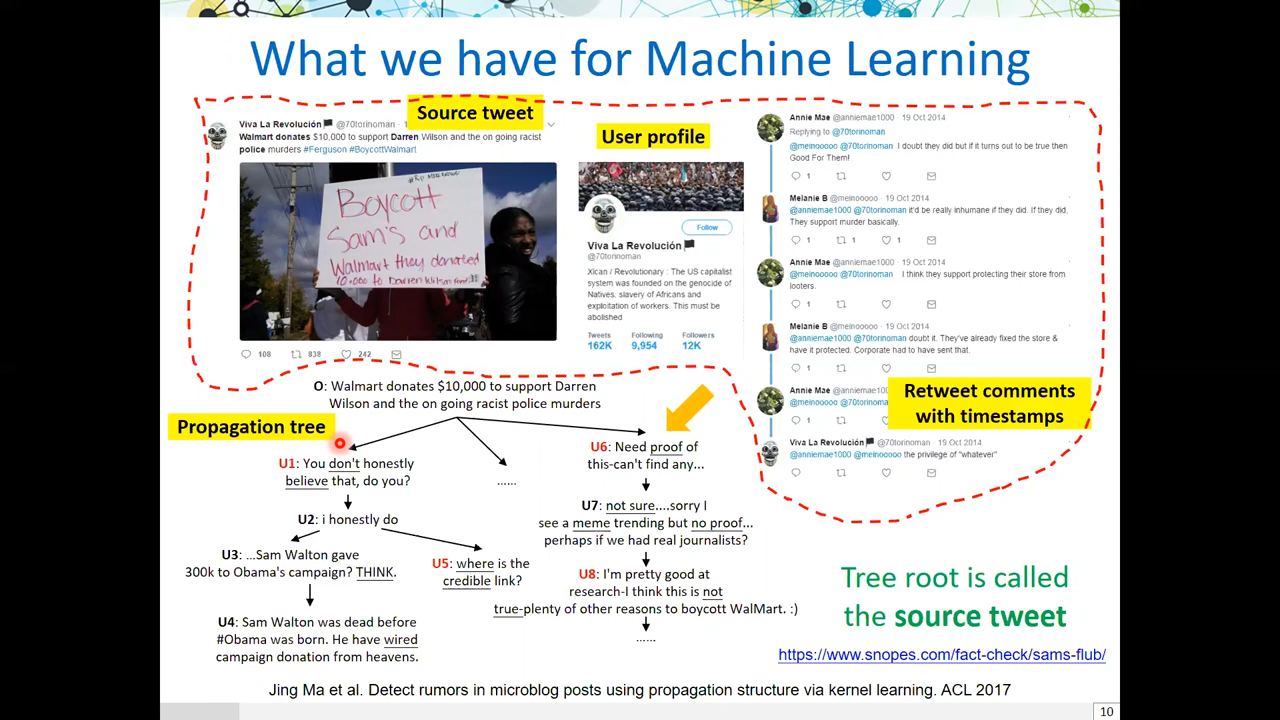 What we have for Machine Learning
Source tweet
Viva La Revolución @70torinoman
Walmart donates $10,000 to support Darren Wilson and the on going racist
police murders #Ferguson #BoycottWalmart
Boycott
Sam's and
Walmart they donated
10,000 to Darren Wilson
108 838 242
User profile
Follow
Viva La Revolución
@70torinoman
Xican / Revolutionary : The US capitalist
system was founded on the genocide of
Natives, slavery of Africans and
exploitation of workers. This must be
abolished
Tweets Following Followers
162K 9,954 12K
Annie Mae @anniemae1000 · 19 Oct 2014
Replying to @70torinoman
@meinooooo @70torinoman I doubt they did but if it turns out to be true then
Good For Them!
1
Melanie B @meinooooo · 19 Oct 2014
@anniemae1000 @70torinoman it'd be really inhumane if they did. If they did,
They support murder basically.
1 1 1
Annie Mae @anniemae1000 · 19 Oct 2014
@meinooooo @70torinoman I think they support protecting their store from
looters.
1
Melanie B @meinooooo · 19 Oct 2014
@anniemae1000 @70torinoman doubt it. They've already fixed the store &
have it protected. Corporate had to have sent that.
1
Annie Mae @anniemae1000
@meinooooo @70
1
Retweet comments
with timestamps
Viva La Revolución @70torinoman · 19 Oct 2014
@anniemae1000 @meinooooo the privilege of "whatever"
Propagation tree
O: Walmart donates $10,000 to support Darren
Wilson and the on going racist police murders
U1: You don't honestly
believe that, do you?
......
U2: i honestly do
U3: ...Sam Walton gave
300k to Obama's campaign? THINK.
U4: Sam Walton was dead before
#Obama was born. He have wired
campaign donation from heavens.
U5: where is the
credible link?
U6: Need proof of
this-can't find any...
U7: not sure....sorry I
see a meme trending but no proof...
perhaps if we had real journalists?
U8: I'm pretty good at
research-I think this is not
true-plenty of other reasons to boycott WalMart. :)
......
Tree root is called
the source tweet
https://www.snopes.com/fact-check/sams-flub/
Jing Ma et al. Detect rumors in microblog posts using propagation structure via kernel learning. ACL 2017
10